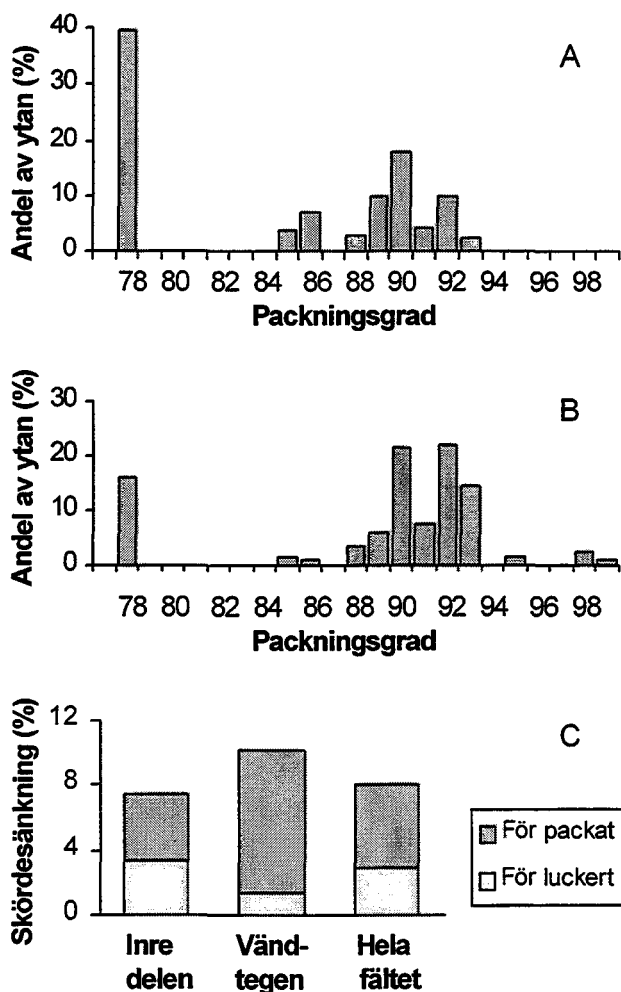 Andel av ytan (%)
40
30
20
10
0
A
78 80 82 84 86 88 90 92 94 96 98
Packningsgrad
Andel av ytan (%)
30
20
10
0
B
78 80 82 84 86 88 90 92 94 96 98
Packningsgrad
Skördesänkning (%)
12
8
4
0
C
För packat
För luckert
Inre Vänd- Hela
delen tegen fältet